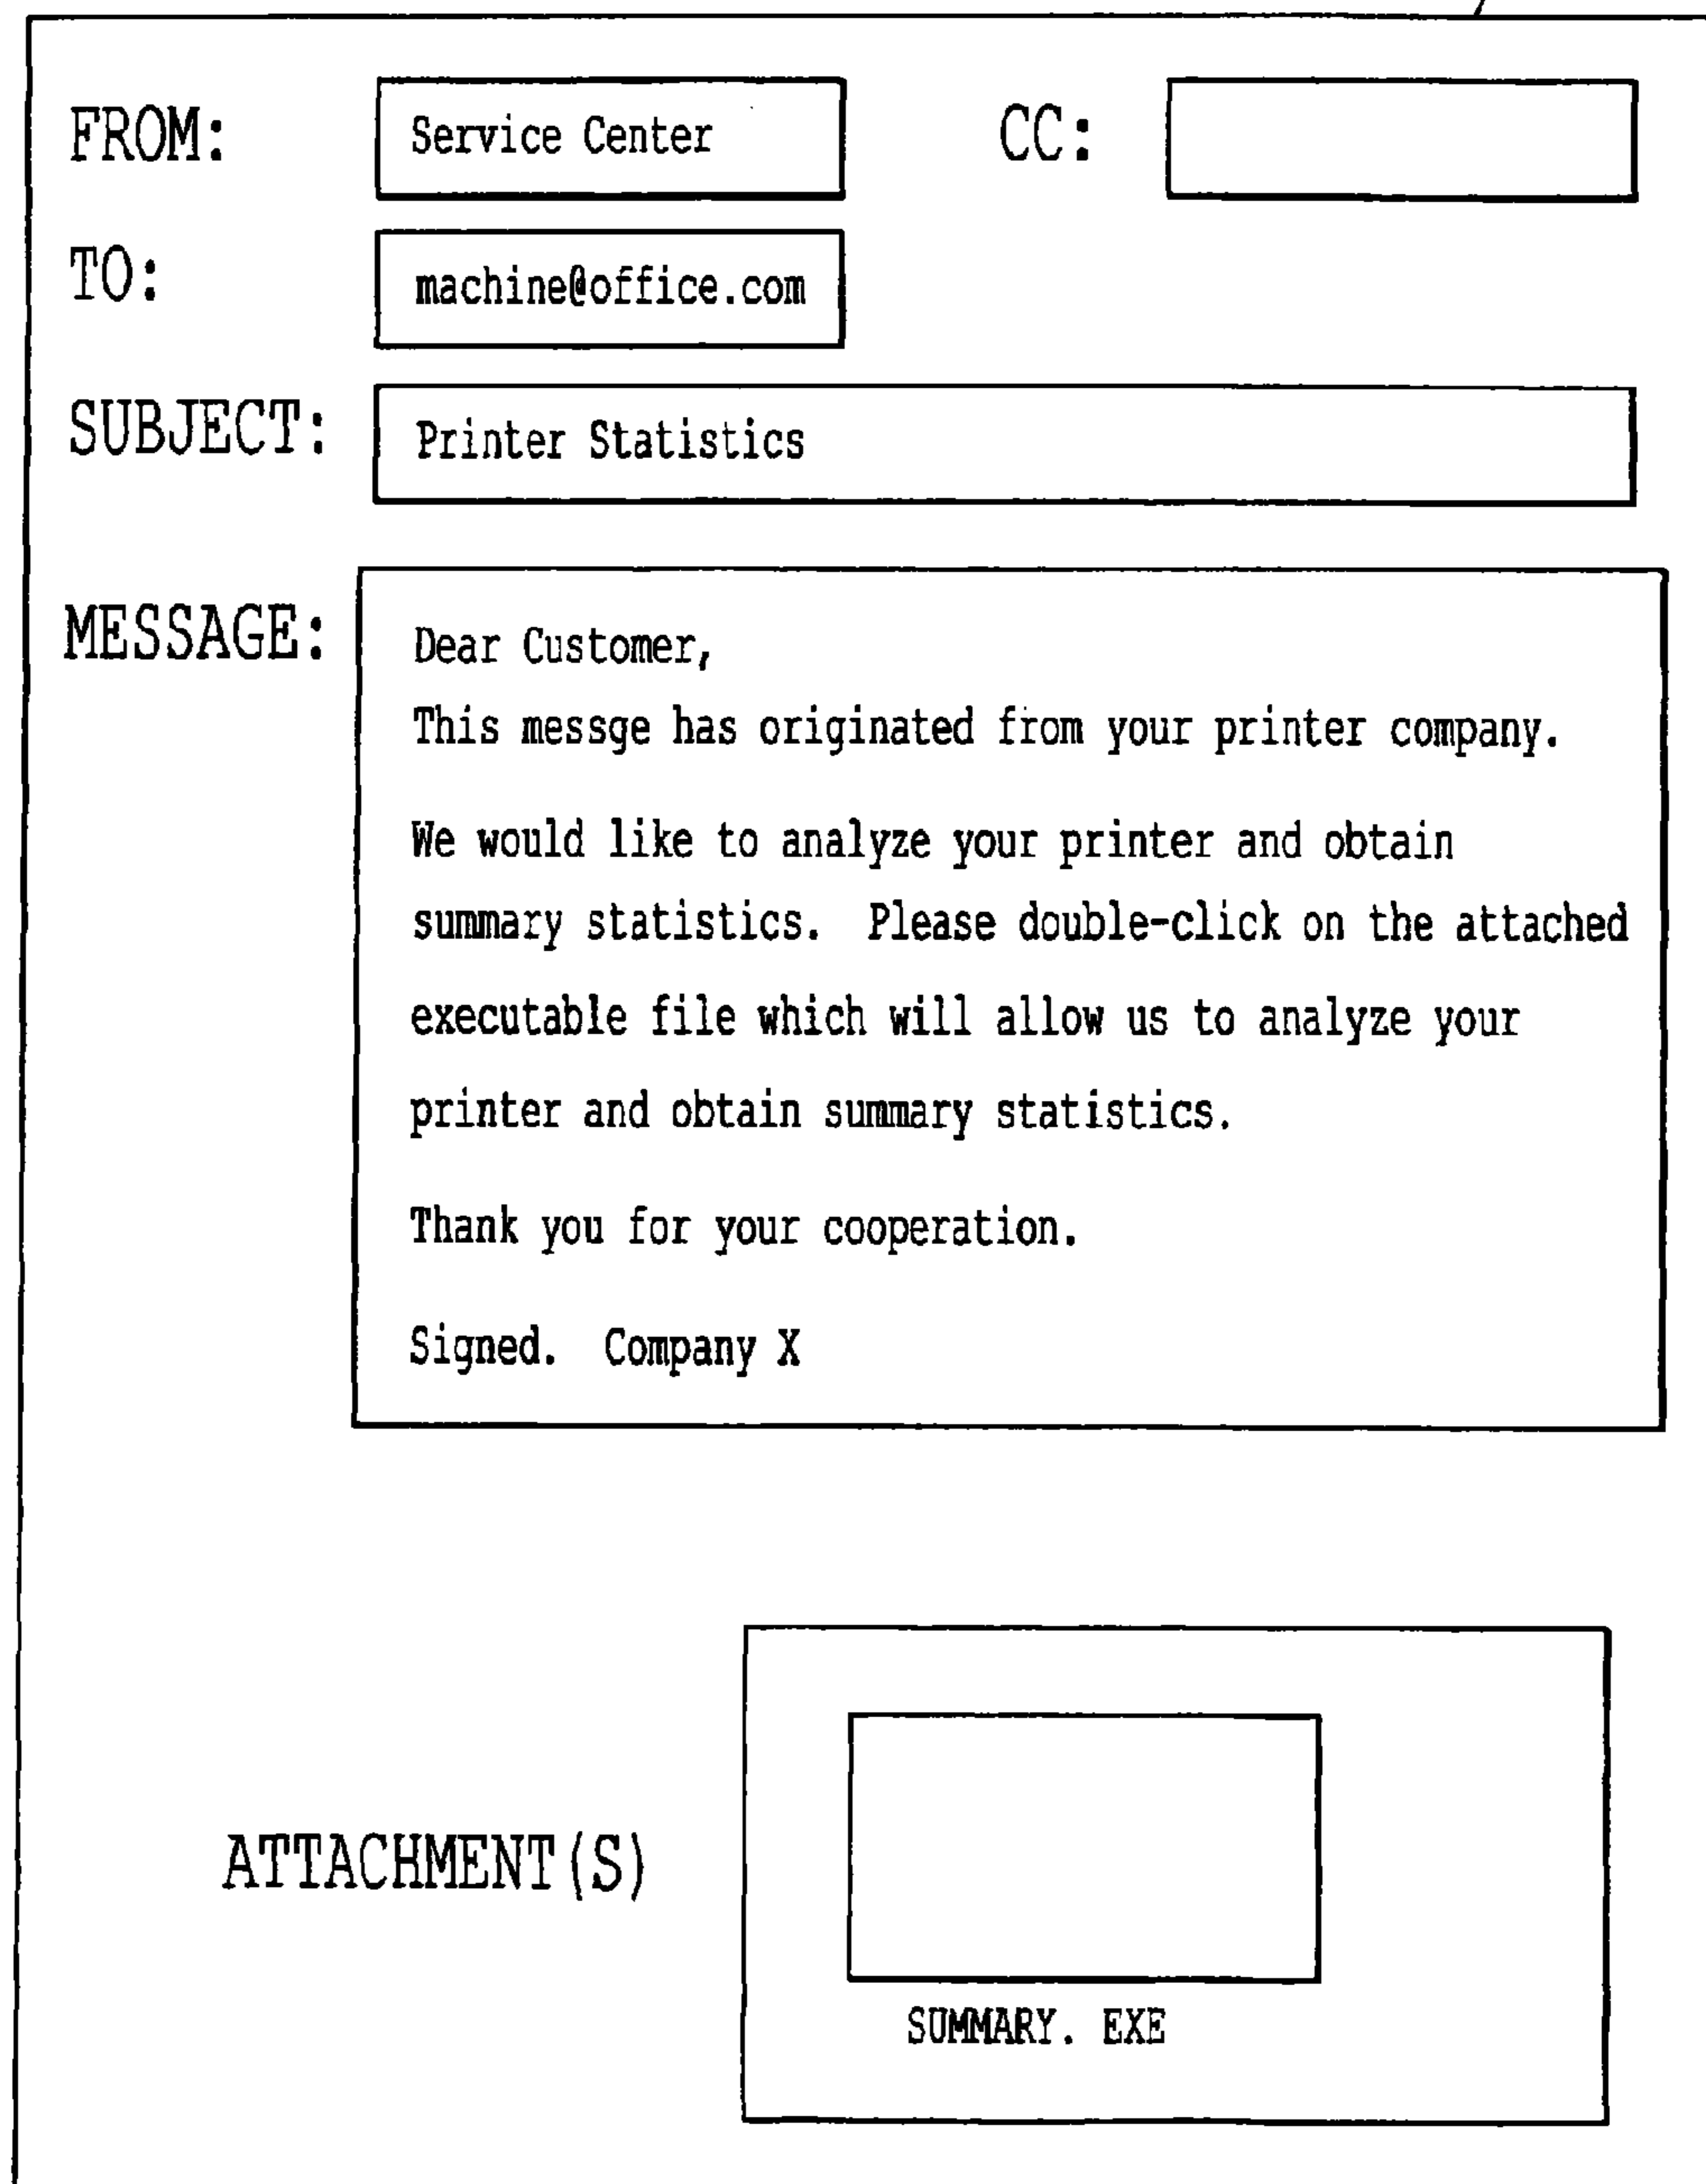 FROM: Service Center CC:
TO: machine@office.com
SUBJECT: Printer Statistics
MESSAGE: Dear Customer,
This messge has originated from your printer company.
We would like to analyze your printer and obtain
summary statistics.  Please double-click on the attached
executable file which will allow us to analyze your
printer and obtain summary statistics.
Thank you for your cooperation.
Signed.  Company X
ATTACHMENT(S)
SUMMARY. EXE